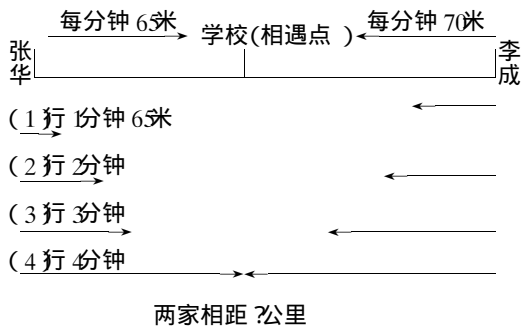 每分钟 65米 学校(相遇点 ) 每分钟 70米
张华 李成
( 1 )行 1分钟 65米
( 2 )行 2分钟
( 3 )行 3分钟
( 4 )行 4分钟
两家相距 ?公里